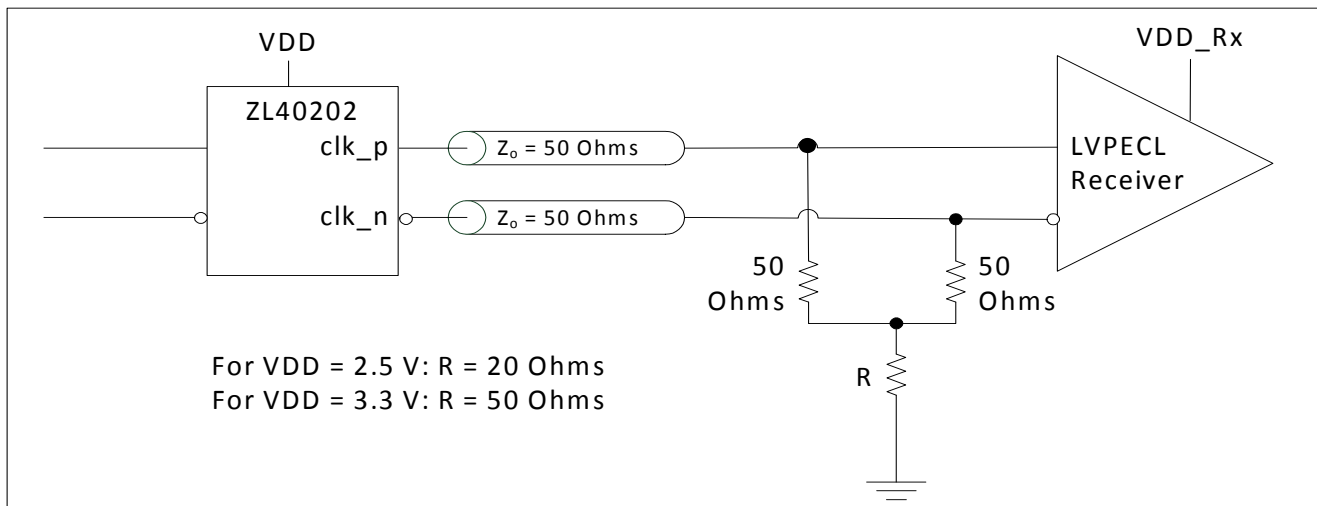 VDD
VDD_Rx
ZL40202
clk_p
Zₒ = 50 Ohms
LVPECL
Receiver
clk_n
Zₒ = 50 Ohms
50
Ohms
50
Ohms
For VDD = 2.5 V: R = 20 Ohms
For VDD = 3.3 V: R = 50 Ohms
R